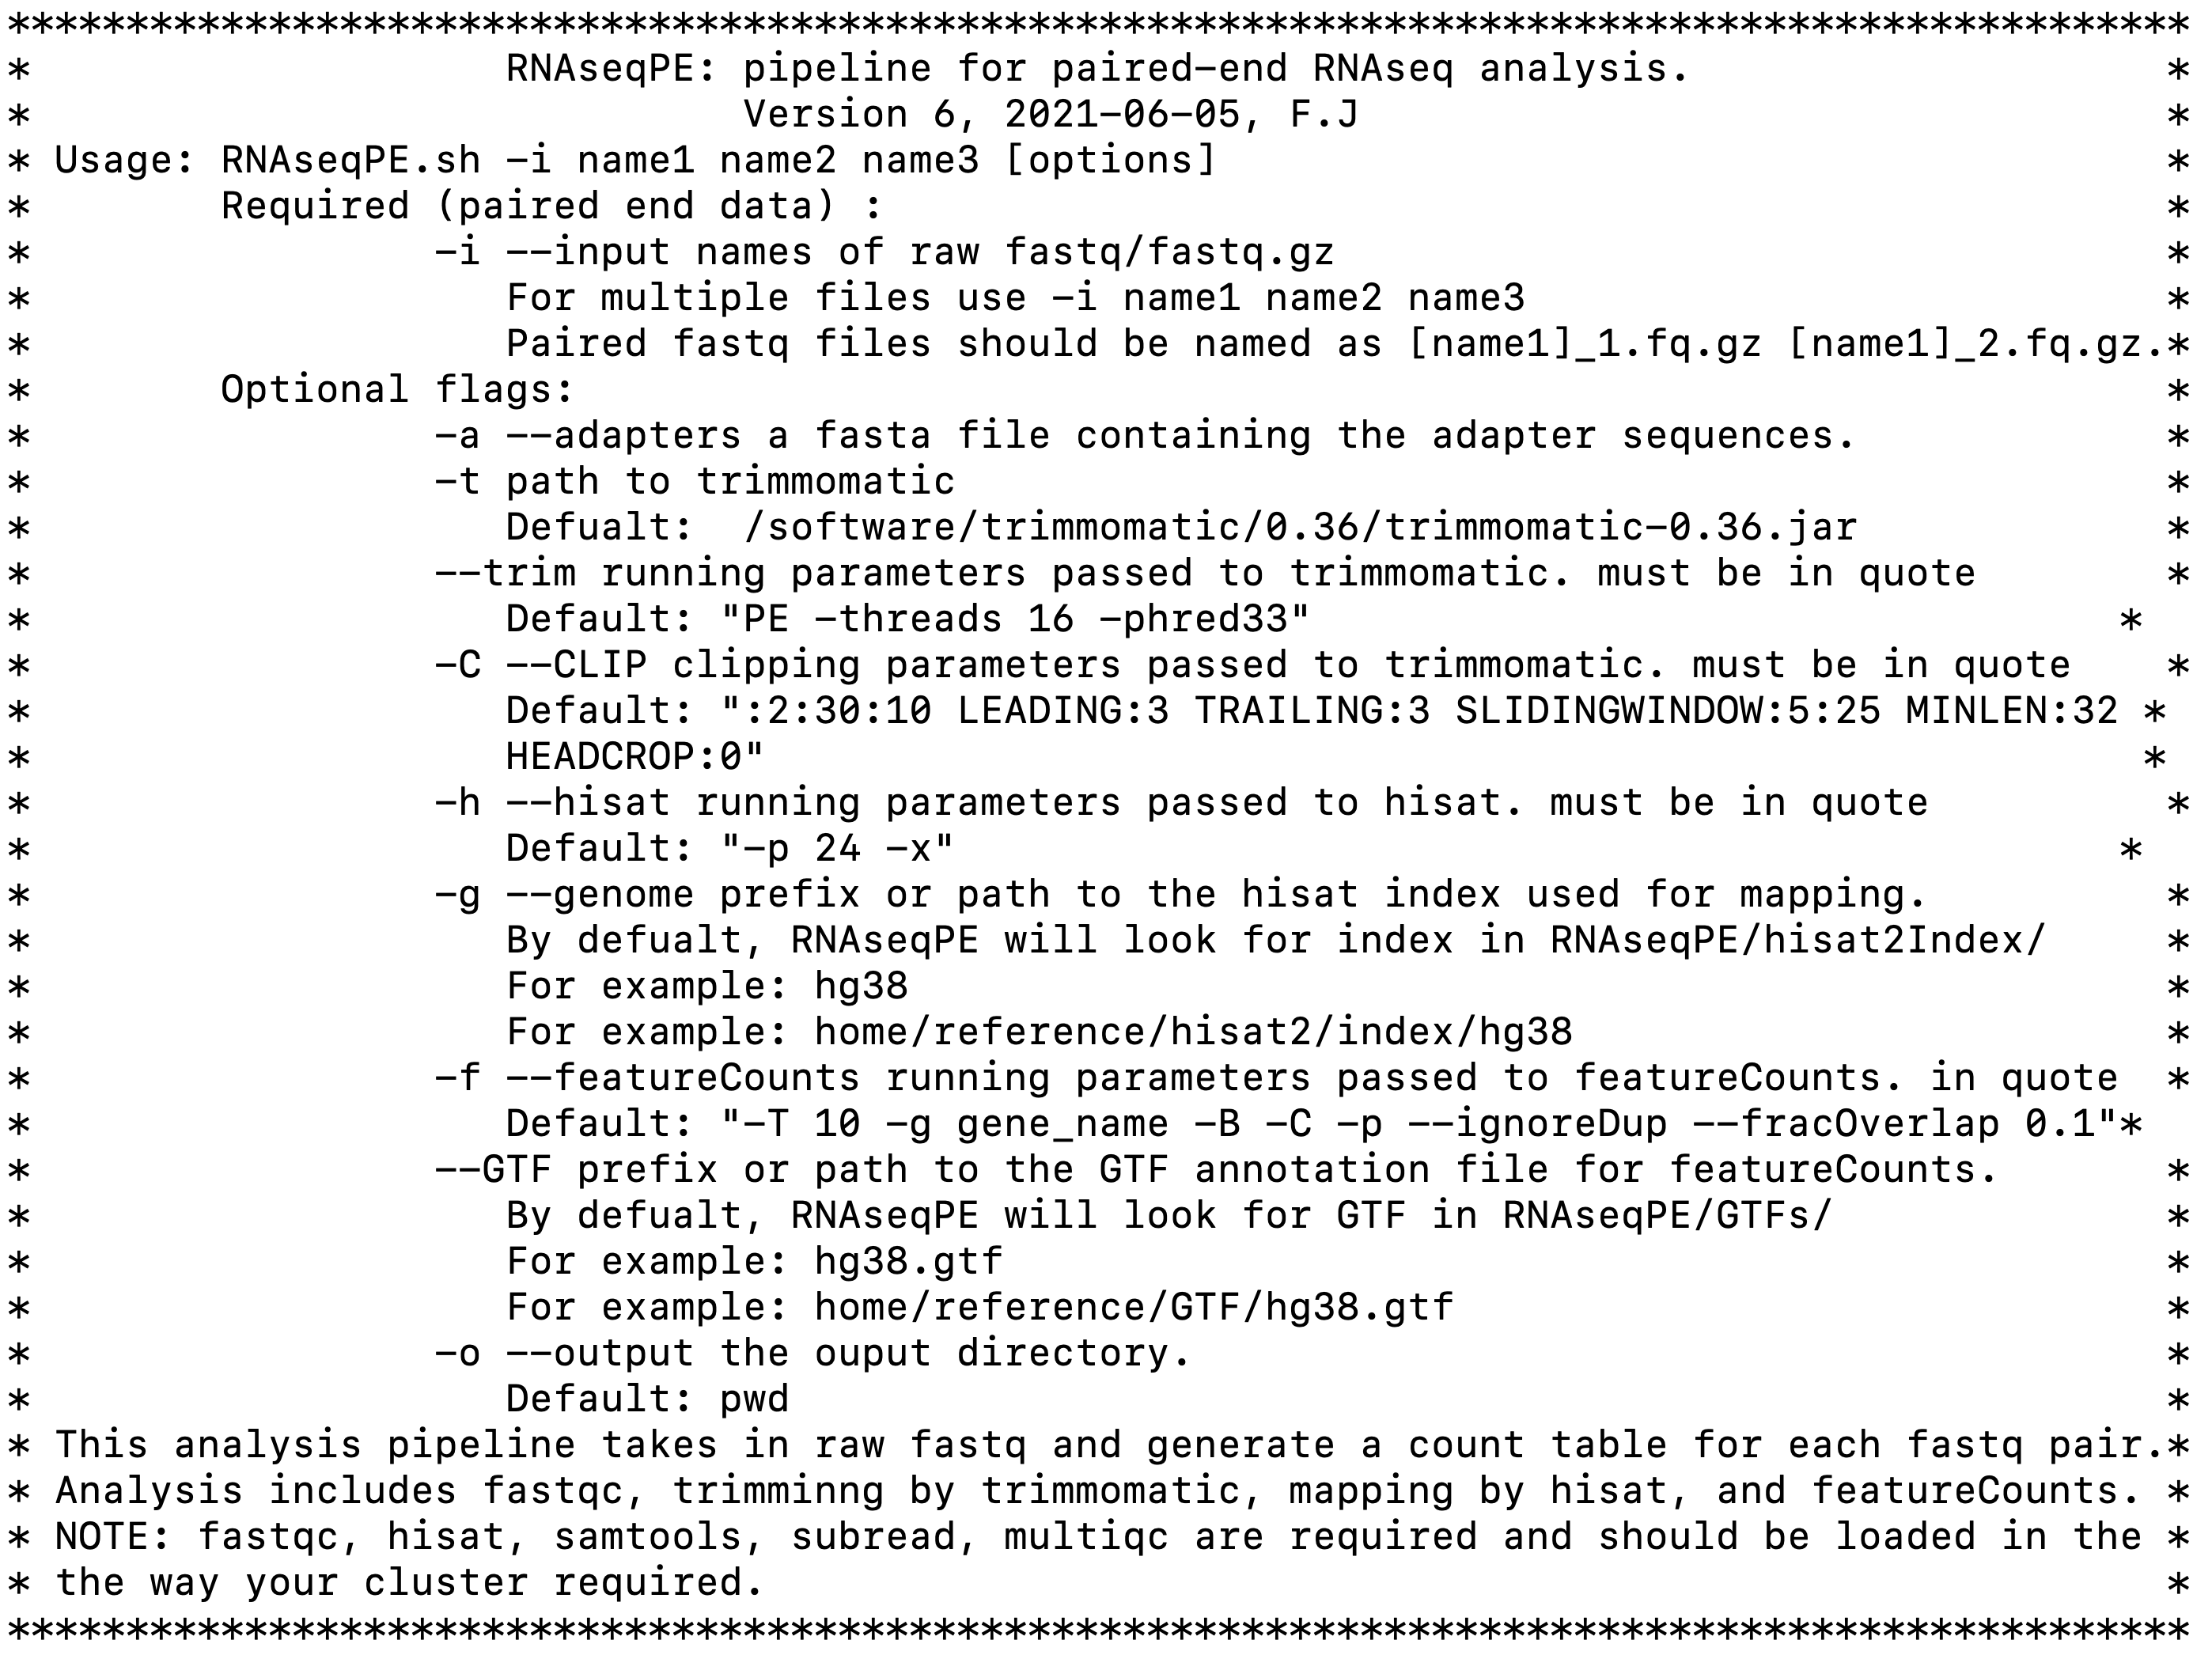 ********************************************************************************************
* RNAseqPE: pipeline for paired-end RNAseq analysis. *
* Version 6, 2021-06-05, F.J *
* Usage: RNAseqPE.sh -i name1 name2 name3 [options] *
* Required (paired end data) : *
* -i --input names of raw fastq/fastq.gz *
* For multiple files use -i name1 name2 name3 *
* Paired fastq files should be named as [name1]_1.fq.gz [name1]_2.fq.gz.*
* Optional flags: *
* -a --adapters a fasta file containing the adapter sequences. *
* -t path to trimmomatic *
* Defualt:  /software/trimmomatic/0.36/trimmomatic-0.36.jar *
* --trim running parameters passed to trimmomatic. must be in quote *
* Default: "PE -threads 16 -phred33" *
* -C --CLIP clipping parameters passed to trimmomatic. must be in quote *
* Default: ":2:30:10 LEADING:3 TRAILING:3 SLIDINGWINDOW:5:25 MINLEN:32 *
* HEADCROP:0" *
* -h --hisat running parameters passed to hisat. must be in quote *
* Default: "-p 24 -x" *
* -g --genome prefix or path to the hisat index used for mapping. *
* By defualt, RNAseqPE will look for index in RNAseqPE/hisat2Index/ *
* For example: hg38 *
* For example: home/reference/hisat2/index/hg38 *
* -f --featureCounts running parameters passed to featureCounts. in quote *
* Default: "-T 10 -g gene_name -B -C -p --ignoreDup --fracOverlap 0.1"*
* --GTF prefix or path to the GTF annotation file for featureCounts. *
* By defualt, RNAseqPE will look for GTF in RNAseqPE/GTFs/ *
* For example: hg38.gtf *
* For example: home/reference/GTF/hg38.gtf *
* -o --output the ouput directory. *
* Default: pwd *
* This analysis pipeline takes in raw fastq and generate a count table for each fastq pair.*
* Analysis includes fastqc, trimminng by trimmomatic, mapping by hisat, and featureCounts. *
* NOTE: fastqc, hisat, samtools, subread, multiqc are required and should be loaded in the *
* the way your cluster required. *
********************************************************************************************